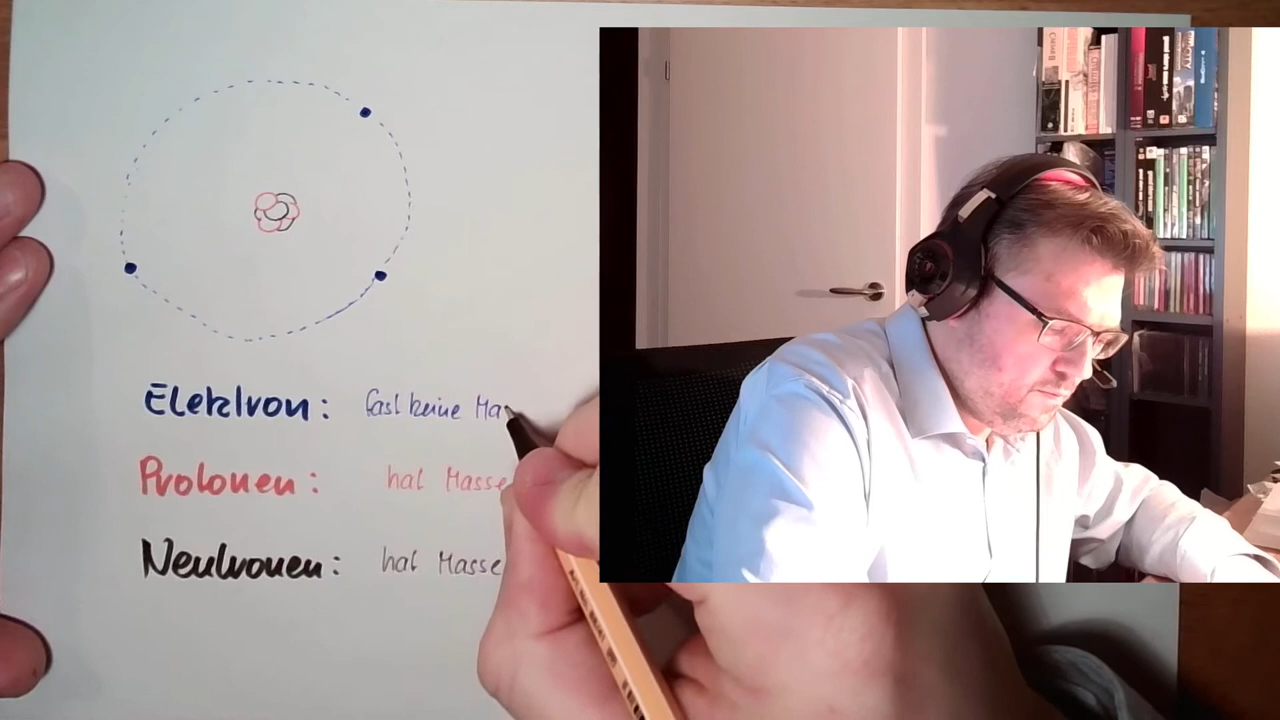 Elektron: fast keine Ma
Protonen: hat Masse
Neutronen: hat Masse